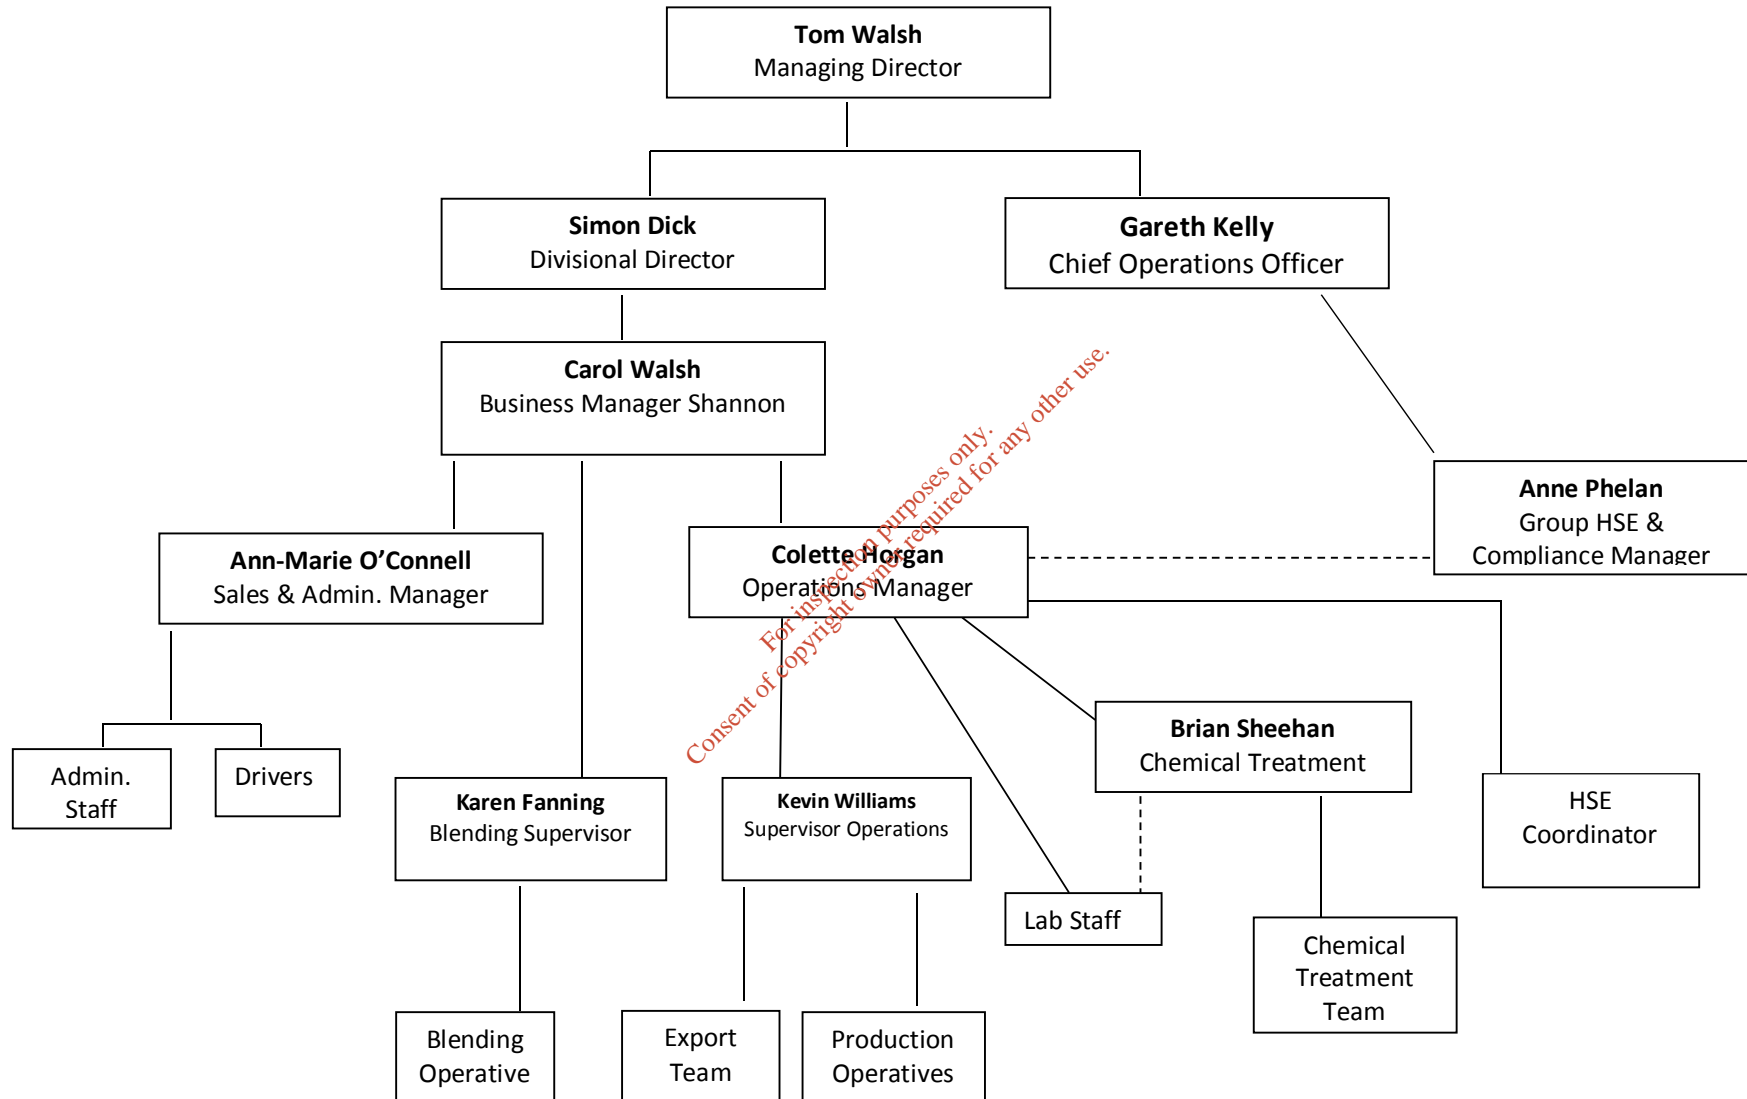 Tom Walsh
Managing Director
Simon Dick
Divisional Director
Gareth Kelly
Chief Operations Officer
Carol Walsh
Business Manager Shannon
Anne Phelan
Group HSE &
Compliance Manager
Ann-Marie O’Connell
Sales & Admin. Manager
Colette Horgan
Operations Manager
For inspection purposes only.
Consent of copyright owner required for any other use.
Brian Sheehan
Chemical Treatment
Admin.
Staff
Drivers
Karen Fanning
Blending Supervisor
Kevin Williams
Supervisor Operations
HSE
Coordinator
Lab Staff
Chemical
Treatment
Team
Blending
Operative
Export
Team
Production
Operatives